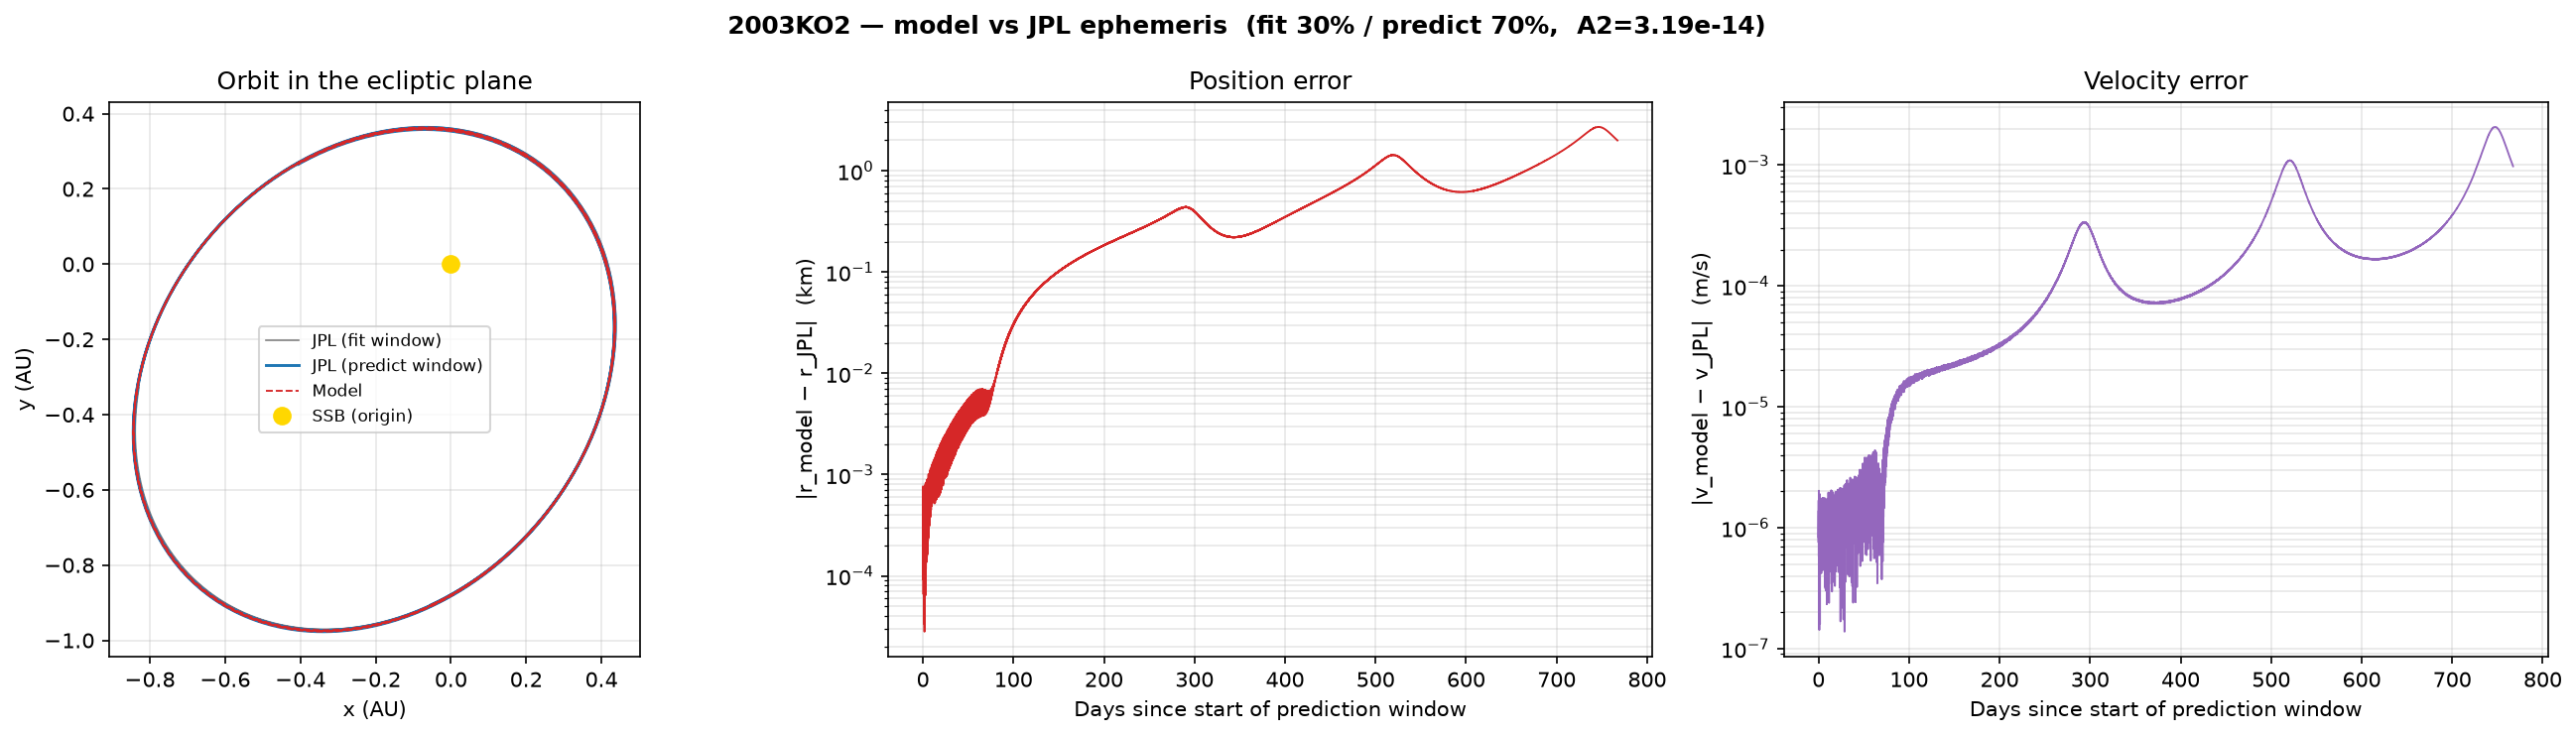 2003KO2 — model vs JPL ephemeris  (fit 30% / predict 70%,  A2=3.19e-14)
Orbit in the ecliptic plane
0.4
0.2
0.0
−0.2
−0.4
−0.6
−0.8
−1.0
y (AU)
−0.8 −0.6 −0.4 −0.2 0.0 0.2 0.4
x (AU)
JPL (fit window)
JPL (predict window)
Model
SSB (origin)
Position error
10⁰
10⁻¹
10⁻²
10⁻³
10⁻⁴
|r_model − r_JPL|  (km)
0 100 200 300 400 500 600 700 800
Days since start of prediction window
Velocity error
10⁻³
10⁻⁴
10⁻⁵
10⁻⁶
10⁻⁷
|v_model − v_JPL|  (m/s)
0 100 200 300 400 500 600 700 800
Days since start of prediction window